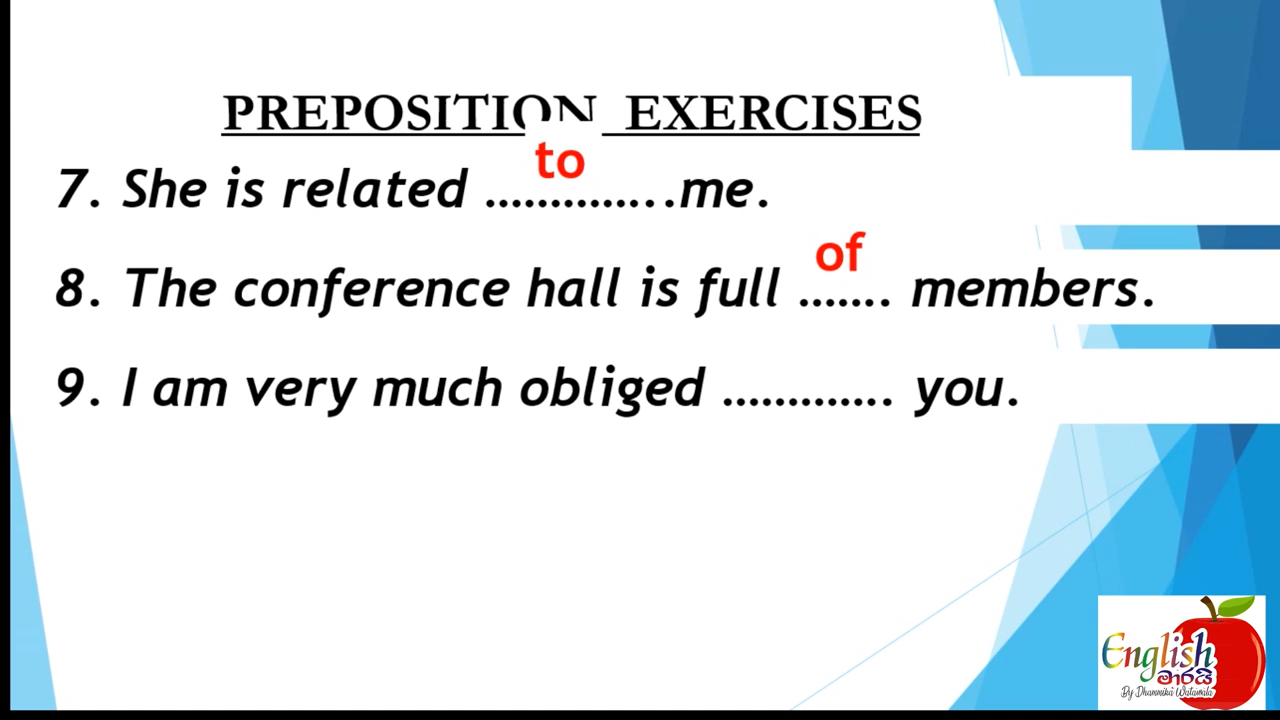 PREPOSITION EXERCISES
to
7. She is related ................me.
of
8. The conference hall is full ....... members.
9. I am very much obliged ............. you.
English
මාරයි
By Dhammika Watawala